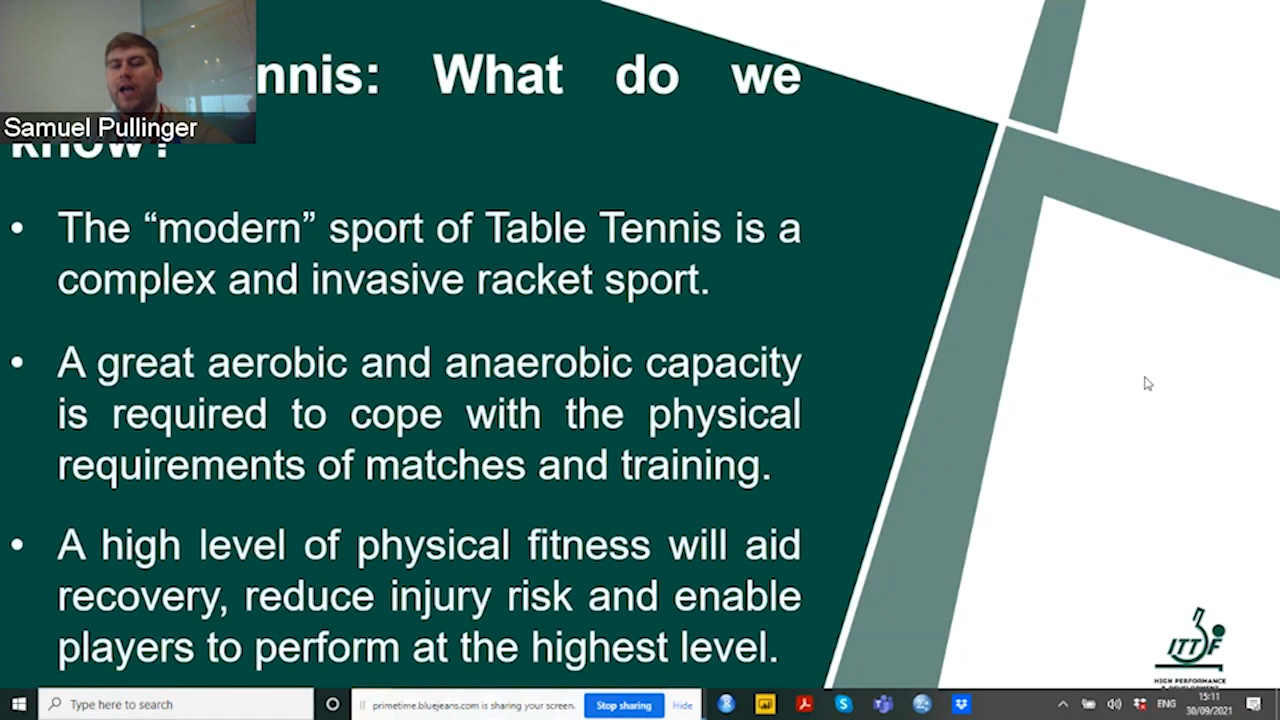 nnis: What do we
Samuel Pullinger
know?
• The “modern” sport of Table Tennis is a
complex and invasive racket sport.
• A great aerobic and anaerobic capacity
is required to cope with the physical
requirements of matches and training.
• A high level of physical fitness will aid
recovery, reduce injury risk and enable
players to perform at the highest level.
ITTF
HIGH PERFORMANCE
Type here to search
primetime.bluejeans.com is sharing your screen.
Stop sharing
Hide
ENG
15:11
30/09/2021